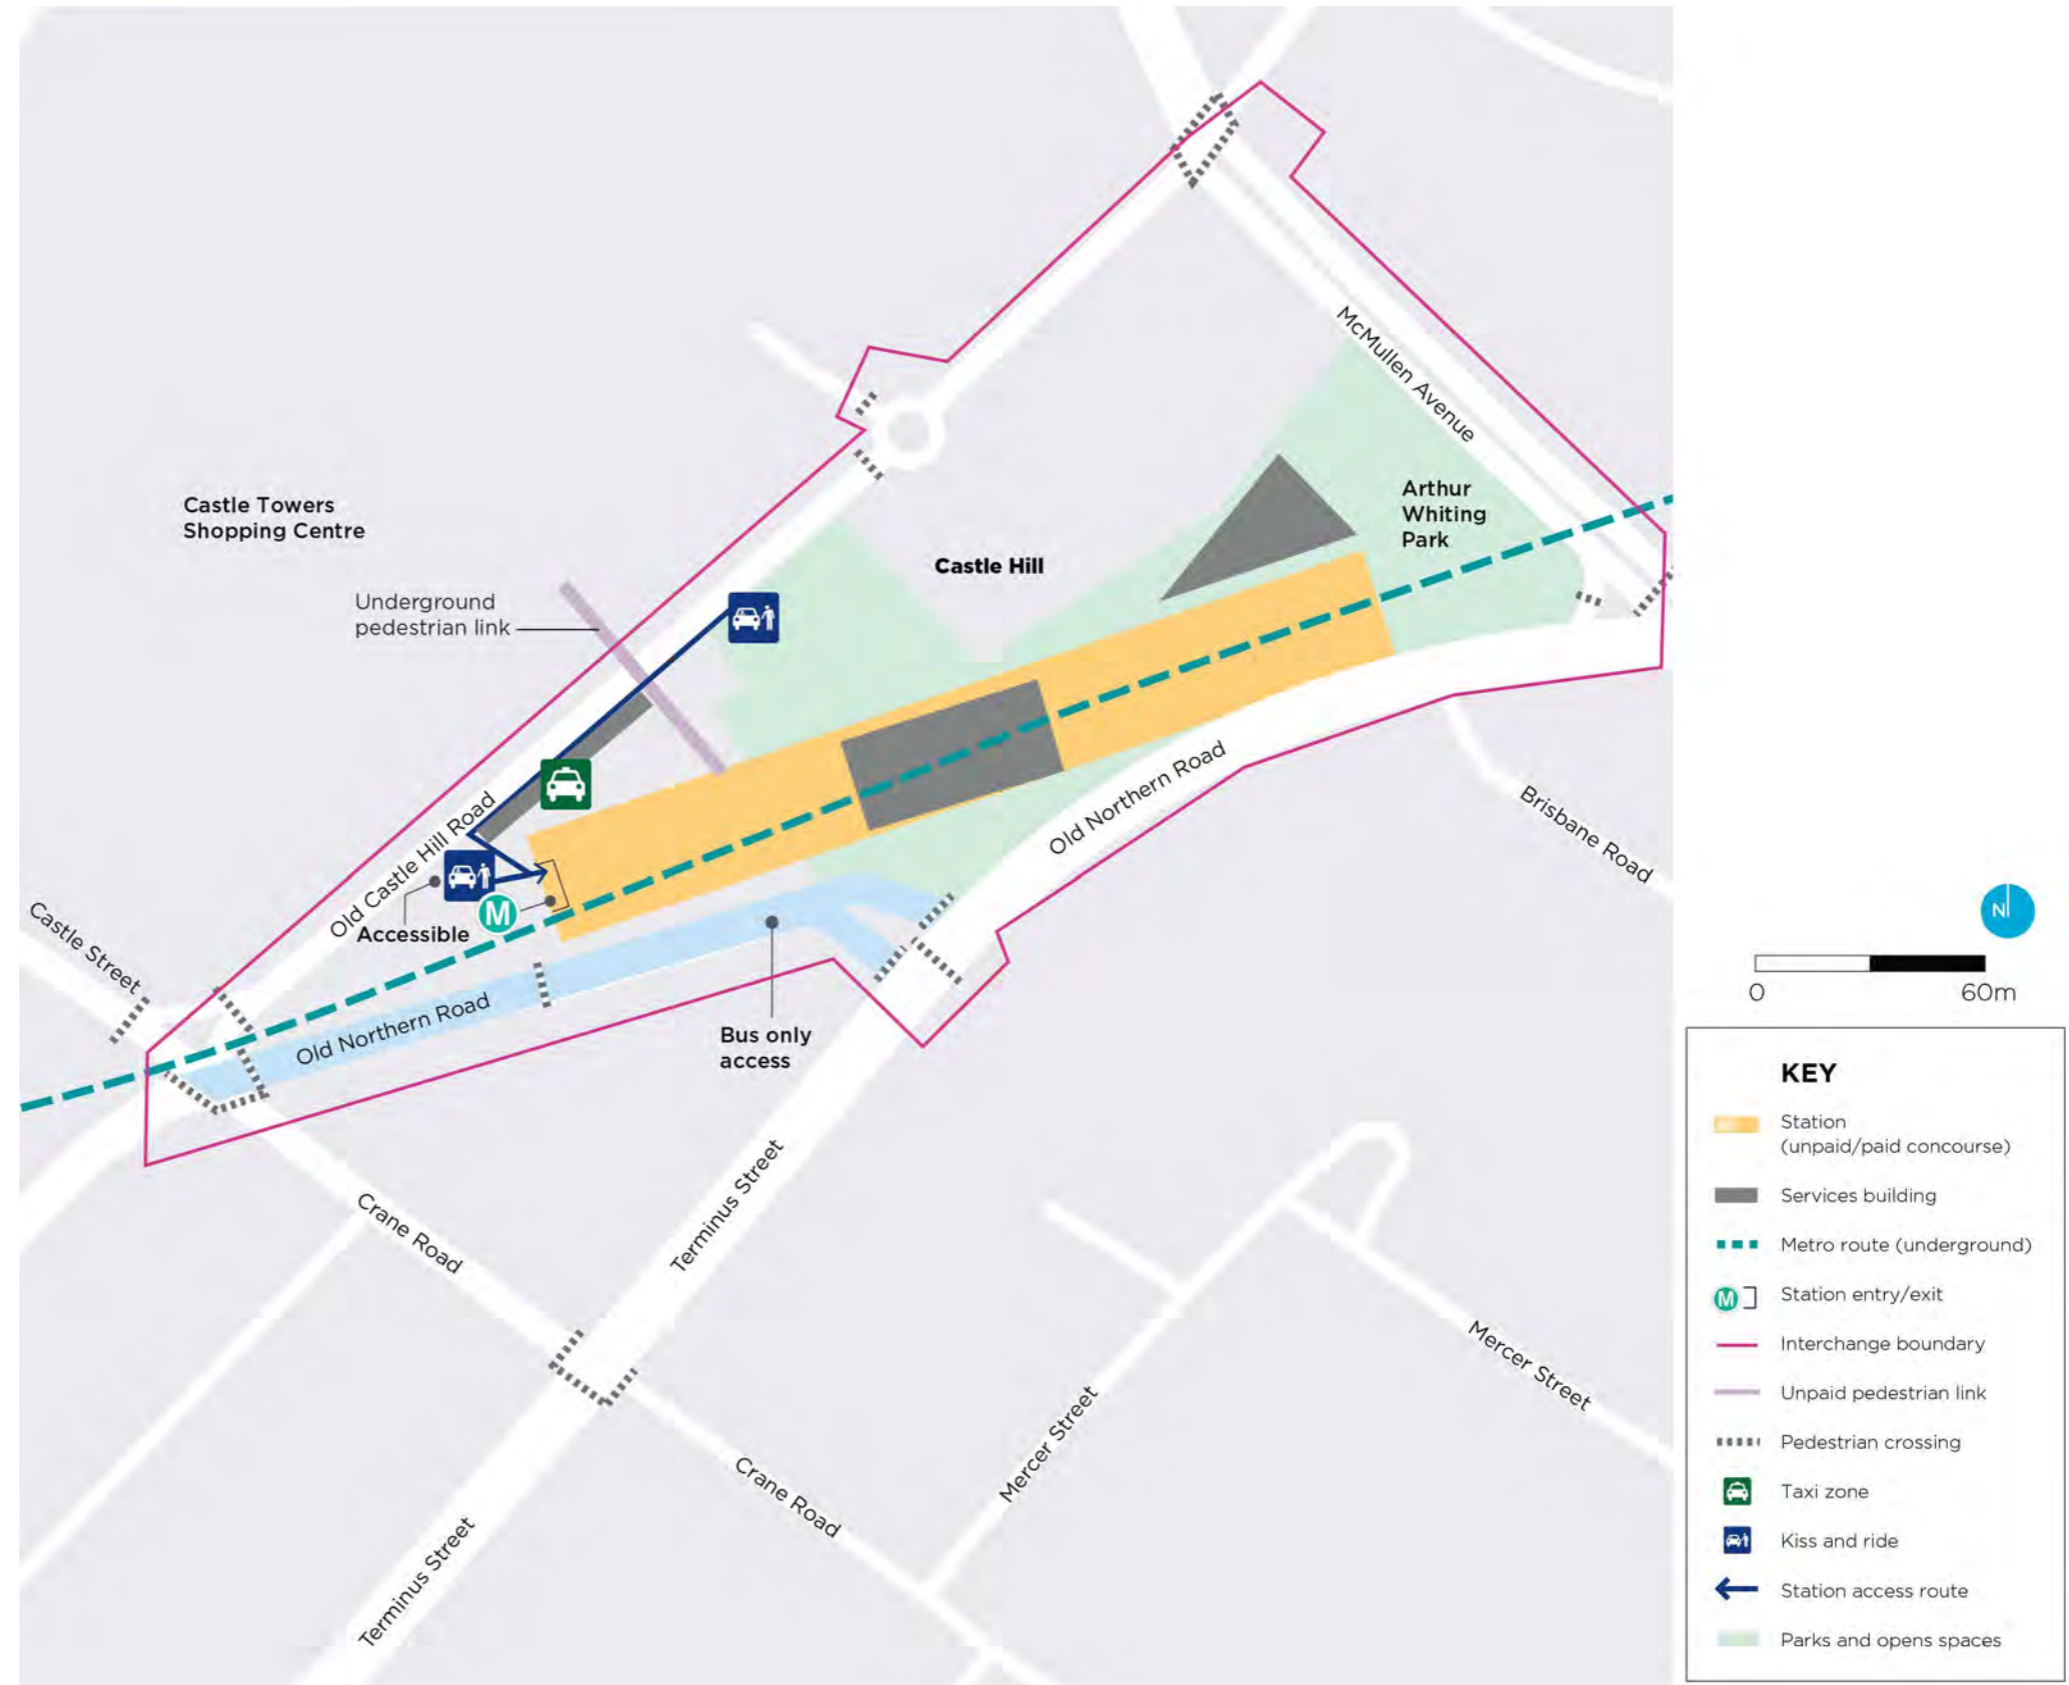 McMullen Avenue
Castle Towers
Shopping Centre
Arthur
Whiting
Park
Castle Hill
Underground
pedestrian link
Old Castle Hill Road
Old Northern Road
Brisbane Road
M
Accessible
Castle Street
Old Northern Road
Bus only
access
N
0 60m
Crane Road
Terminus Street
Mercer Street
Mercer Street
Crane Road
Terminus Street
KEY
Station
(unpaid/paid concourse)
Services building
Metro route (underground)
M Station entry/exit
Interchange boundary
Unpaid pedestrian link
Pedestrian crossing
Taxi zone
Kiss and ride
Station access route
Parks and opens spaces